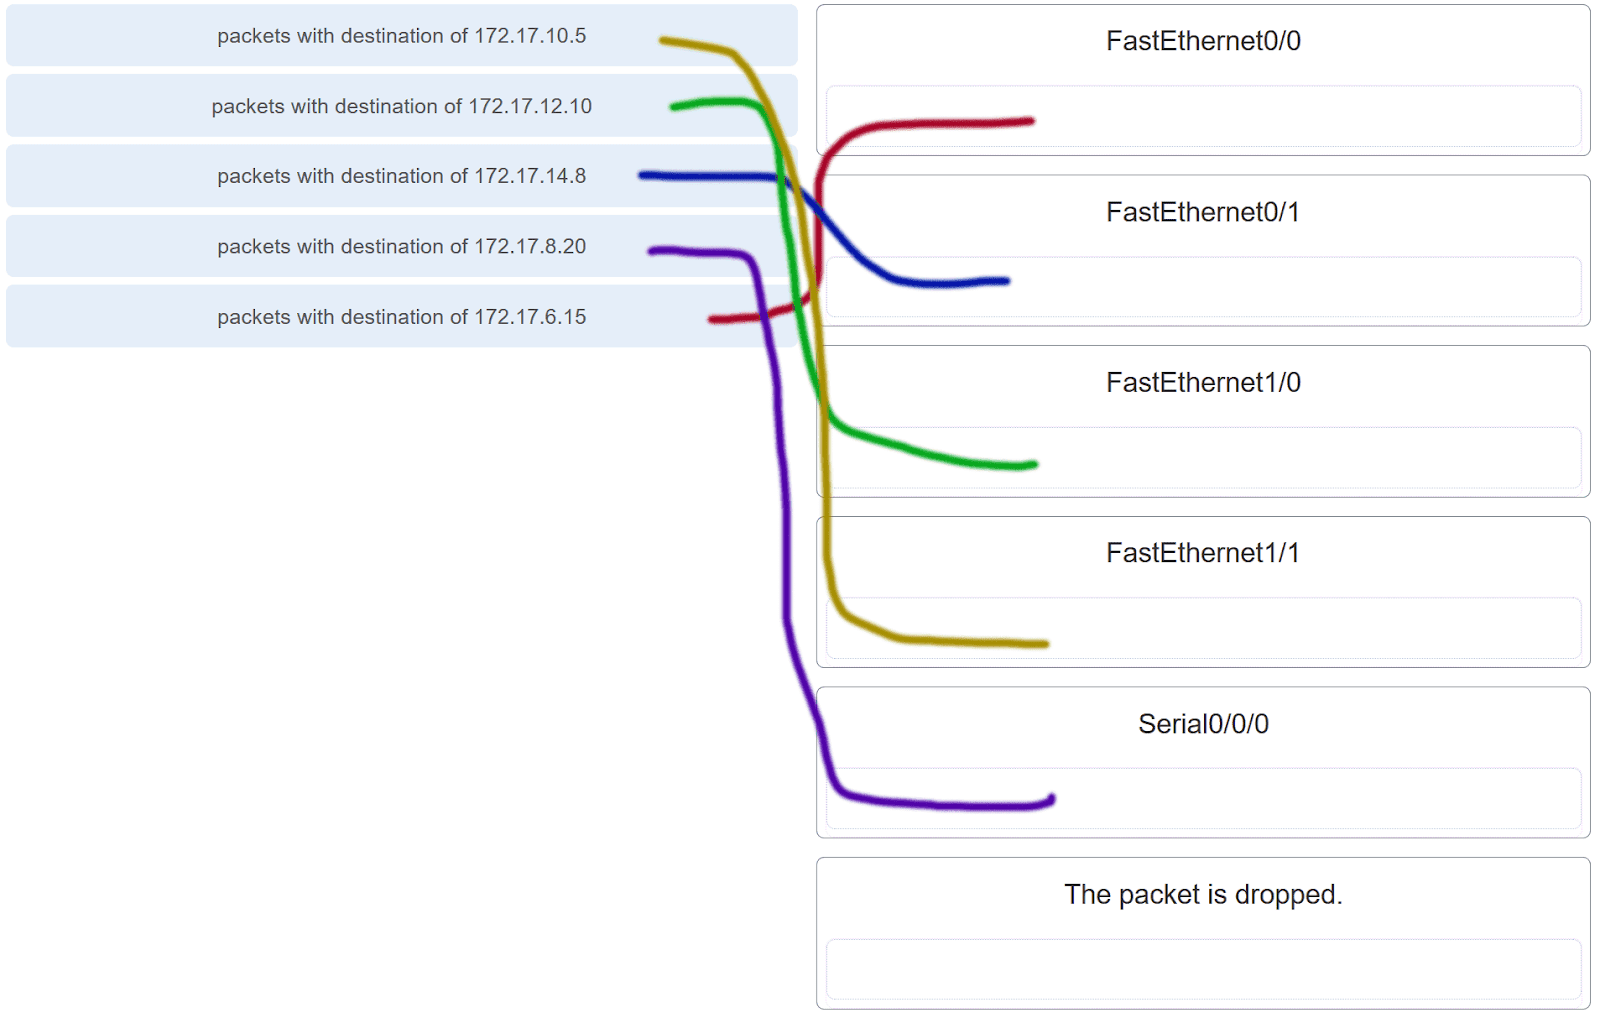 packets with destination of 172.17.10.5
packets with destination of 172.17.12.10
packets with destination of 172.17.14.8
packets with destination of 172.17.8.20
packets with destination of 172.17.6.15
FastEthernet0/0
FastEthernet0/1
FastEthernet1/0
FastEthernet1/1
Serial0/0/0
The packet is dropped.